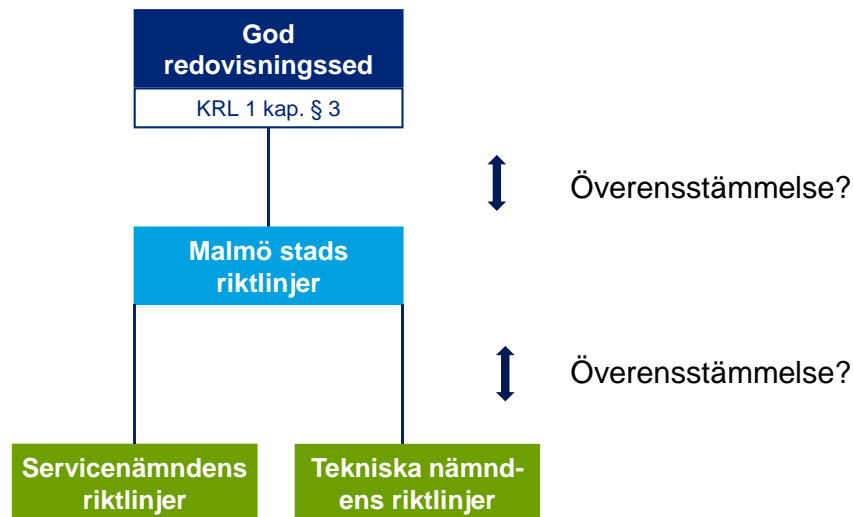 God
redovisningssed
KRL 1 kap. § 3
Överensstämmelse?
Malmö stads
riktlinjer
Överensstämmelse?
Servicenämndens
riktlinjer
Tekniska nämnd-
ens riktlinjer